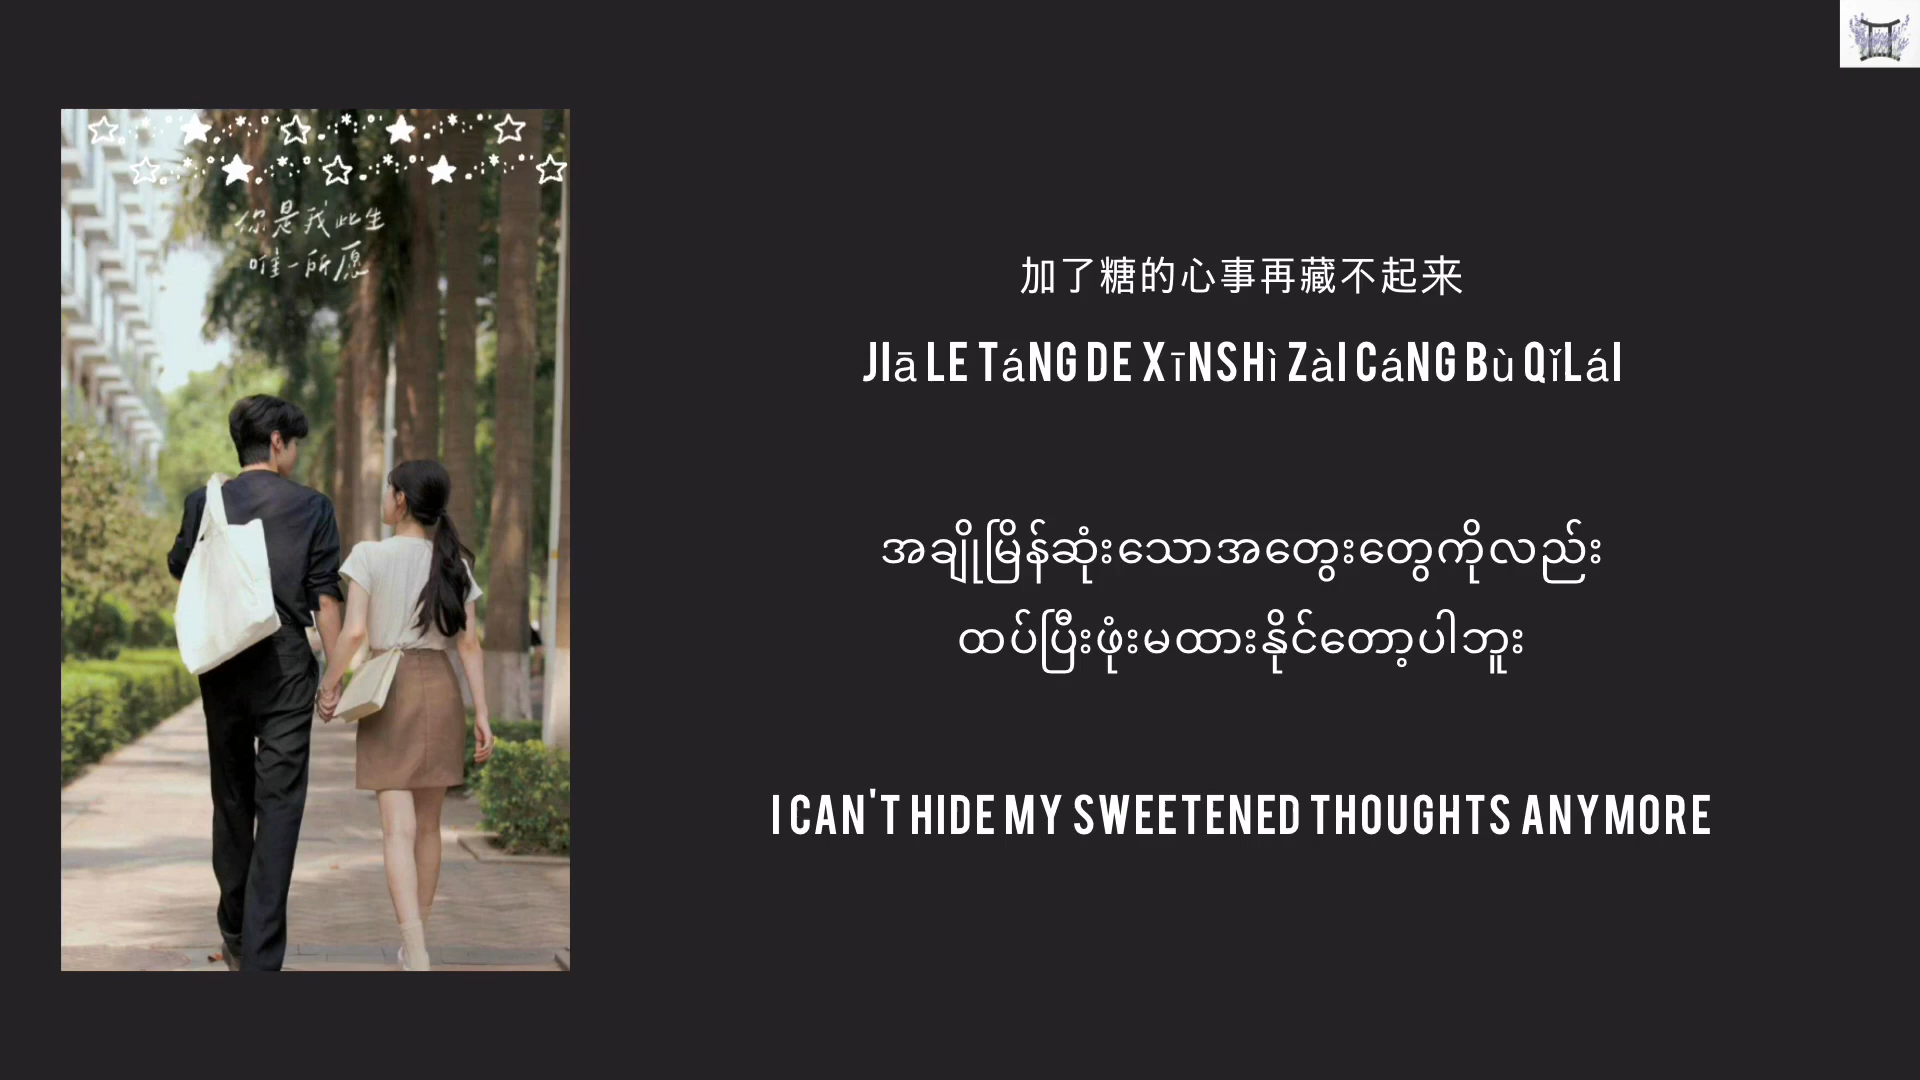 你是我此生
唯一所愿
加了糖的心事再藏不起来
JIā LE TáNG DE XīNSHì ZàI CáNG Bù QǐLáI
အချိုမြိန်ဆုံးသောအတွေးတွေကိုလည်း
ထပ်ပြီးဖုံးမထားနိုင်တော့ပါဘူး
I CAN'T HIDE MY SWEETENED THOUGHTS ANYMORE